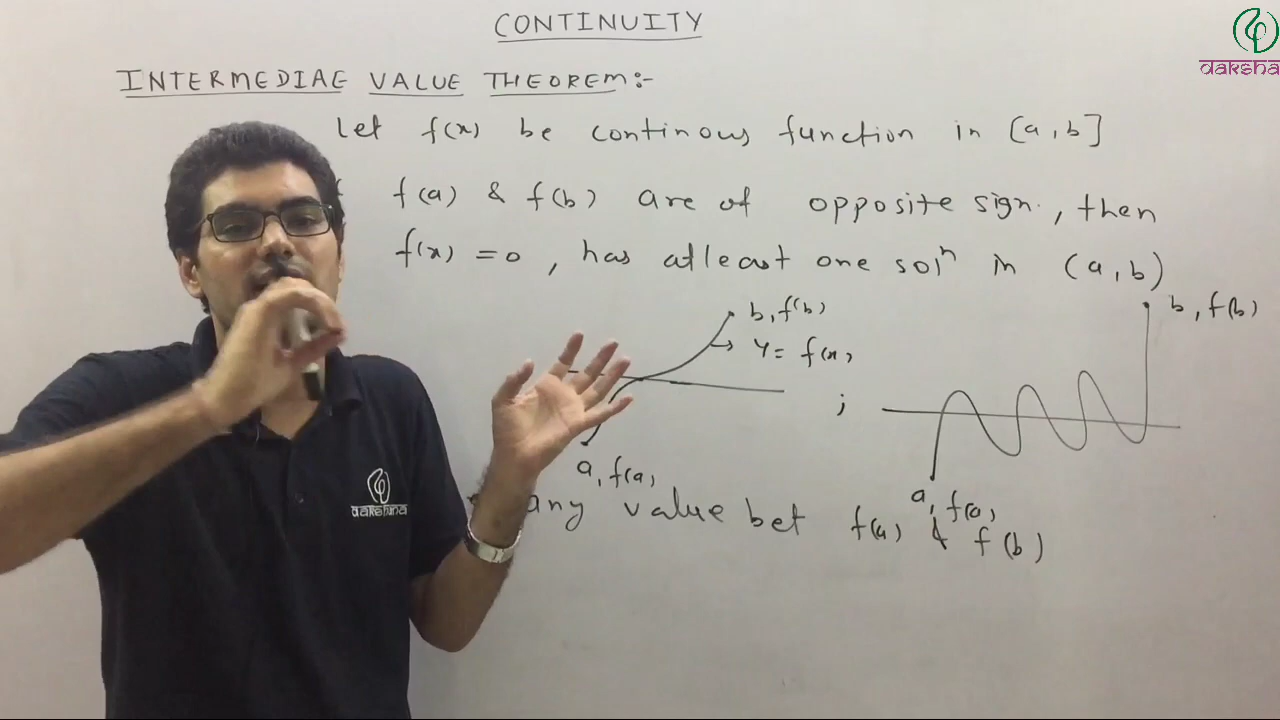 CONTINUITY
daksha
INTERMEDIAE VALUE THEOREM:-
Let f(x) be continous function in [a,b]
f(a) & f(b) are of opposite sign., then
f(x) = 0, has atleast one solⁿ in (a,b)
b, f(b)
y = f(x)
a, f(a)
;
b, f(b)
a, f(a)
any value bet f(a) & f(b)
dakshna